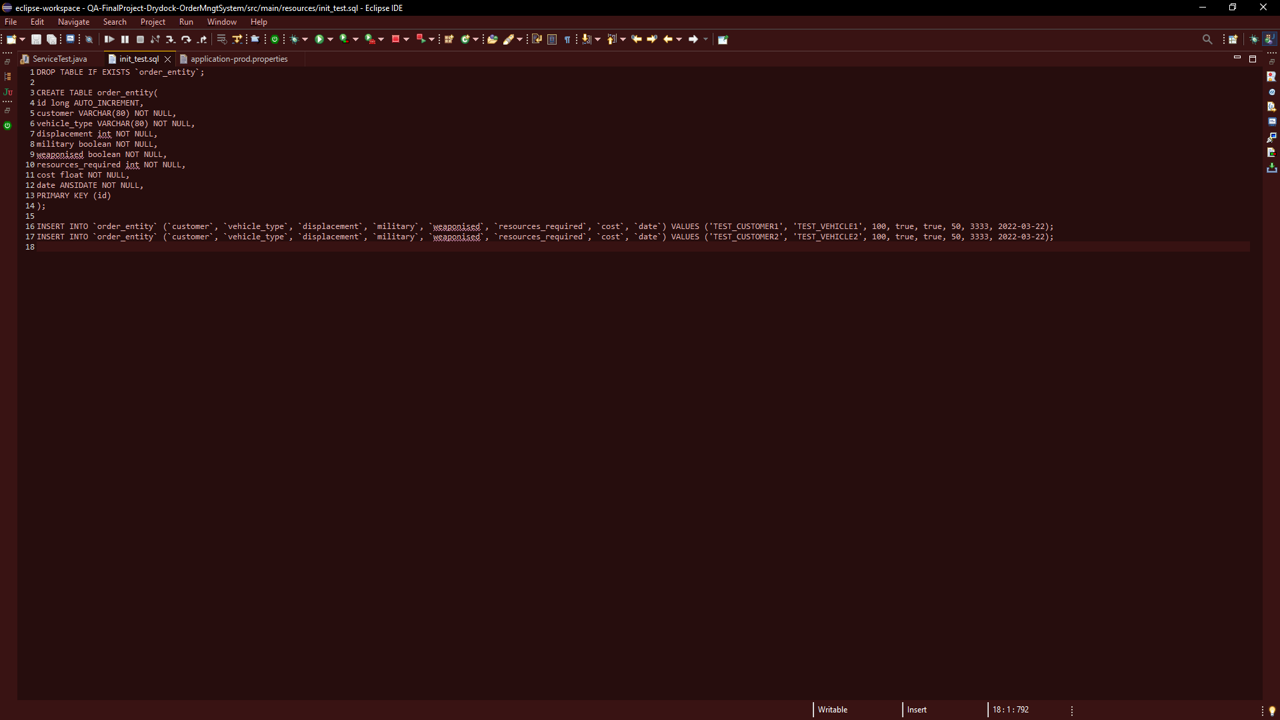 eclipse-workspace - QA-FinalProject-Drydock-OrderMngtSystem/src/main/resources/init_test.sql - Eclipse IDE
File Edit Navigate Search Project Run Window Help
ServiceTest.java init_test.sql application-prod.properties
1 DROP TABLE IF EXISTS `order_entity`;
2
3 CREATE TABLE order_entity(
4 id long AUTO_INCREMENT,
5 customer VARCHAR(80) NOT NULL,
6 vehicle_type VARCHAR(80) NOT NULL,
7 displacement int NOT NULL,
8 military boolean NOT NULL,
9 weaponised boolean NOT NULL,
10 resources_required int NOT NULL,
11 cost float NOT NULL,
12 date ANSIDATE NOT NULL,
13 PRIMARY KEY (id)
14 );
15
16 INSERT INTO `order_entity` (`customer`, `vehicle_type`, `displacement`, `military`, `weaponised`, `resources_required`, `cost`, `date`) VALUES ('TEST_CUSTOMER1', 'TEST_VEHICLE1', 100, true, true, 50, 3333, 2022-03-22);
17 INSERT INTO `order_entity` (`customer`, `vehicle_type`, `displacement`, `military`, `weaponised`, `resources_required`, `cost`, `date`) VALUES ('TEST_CUSTOMER2', 'TEST_VEHICLE2', 100, true, true, 50, 3333, 2022-03-22);
18
Writable Insert 18 : 1 : 792